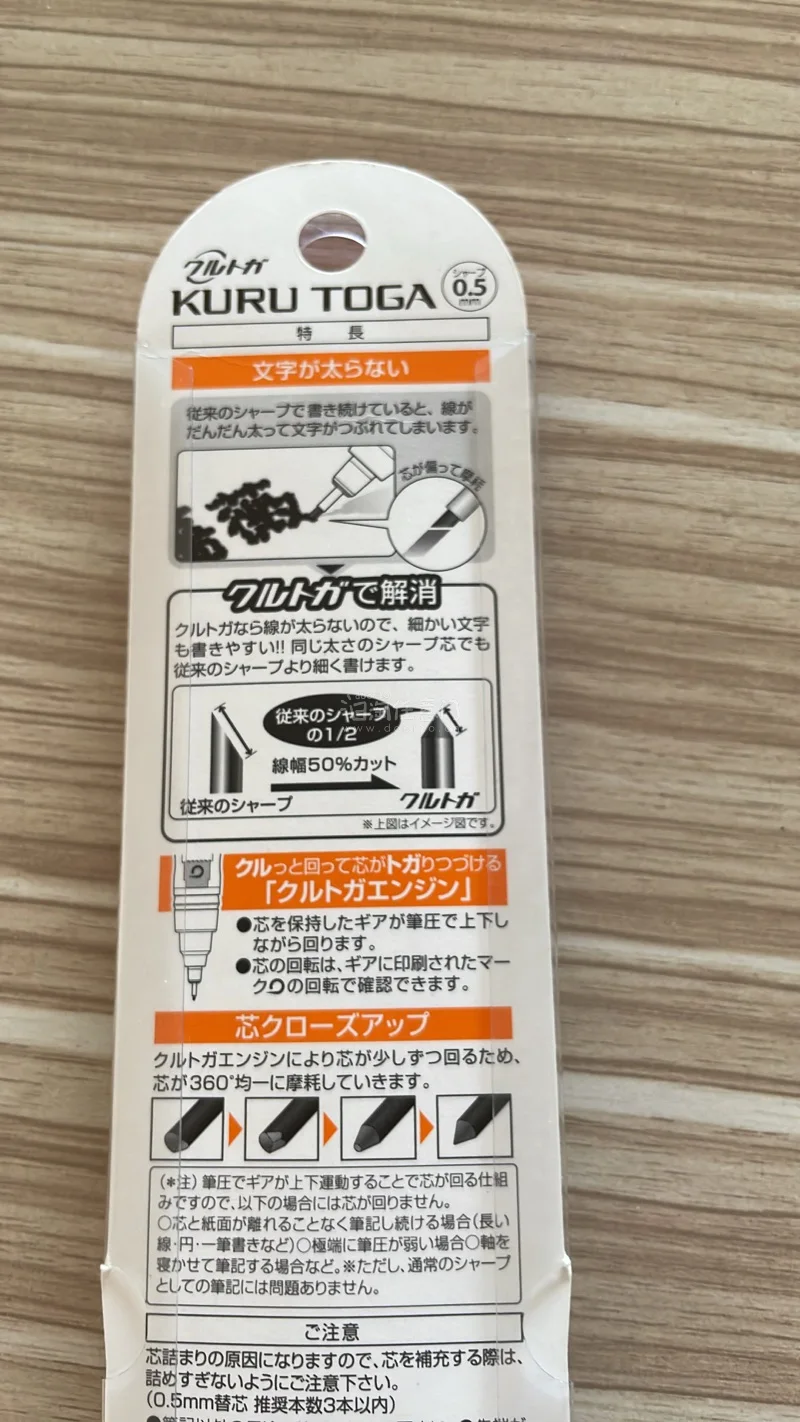 クルトガ
KURU TOGA
シャープ
0.5
mm
特長
文字が太らない
従来のシャープで書き続けていると、線が
だんだん太って文字がつぶれてしまいます。
芯が偏って摩耗
クルトガで解消
クルトガなら線が太らないので、細かい文字
も書きやすい!! 同じ太さのシャープ芯でも
従来のシャープより細く書けます。
従来のシャープ
の1/2
線幅50%カット
従来のシャープ
クルトガ
※上図はイメージ図です。
クルっと回って芯がトガりつづける
「クルトガエンジン」
●芯を保持したギアが筆圧で上下し
ながら回ります。
●芯の回転は、ギアに印刷されたマー
クの回転で確認できます。
芯クローズアップ
クルトガエンジンにより芯が少しずつ回るため、
芯が360°均一に摩耗していきます。
(*注) 筆圧でギアが上下運動することで芯が回る仕組
みですので、以下の場合には芯が回りません。
○芯と紙面が離れることなく筆記し続ける場合(長い
線・円・一筆書きなど)○極端に筆圧が弱い場合○軸を
寝かせて筆記する場合など。※ただし、通常のシャープ
としての筆記には問題ありません。
ご注意
芯詰まりの原因になりますので、芯を補充する際は、
詰めすぎないようにご注意下さい。
(0.5mm替芯 推奨本数3本以内)